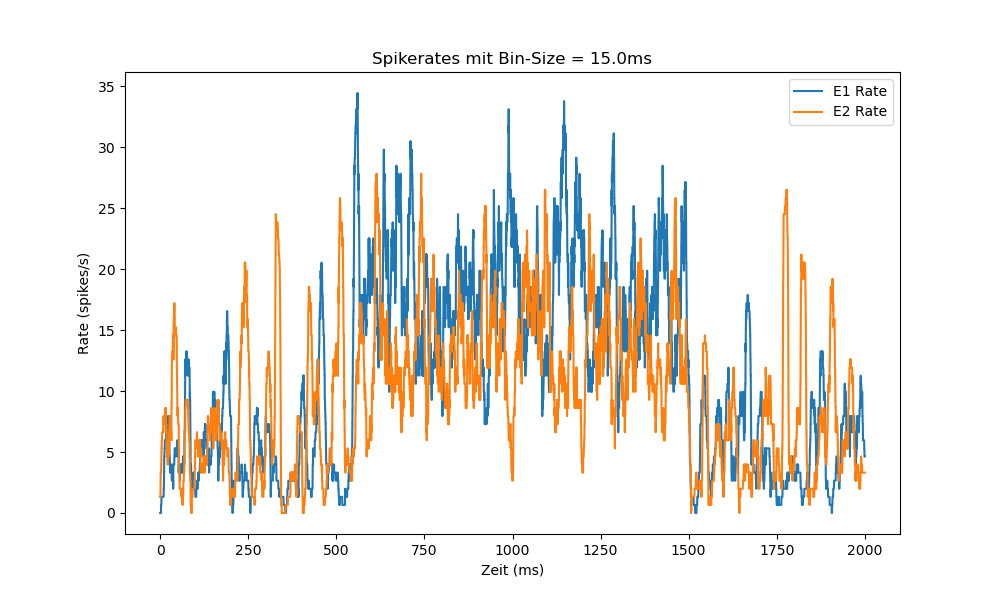 Spikerates mit Bin-Size = 15.0ms
E1 Rate
E2 Rate
Rate (spikes/s)
35
30
25
20
15
10
5
0
0 250 500 750 1000 1250 1500 1750 2000
Zeit (ms)